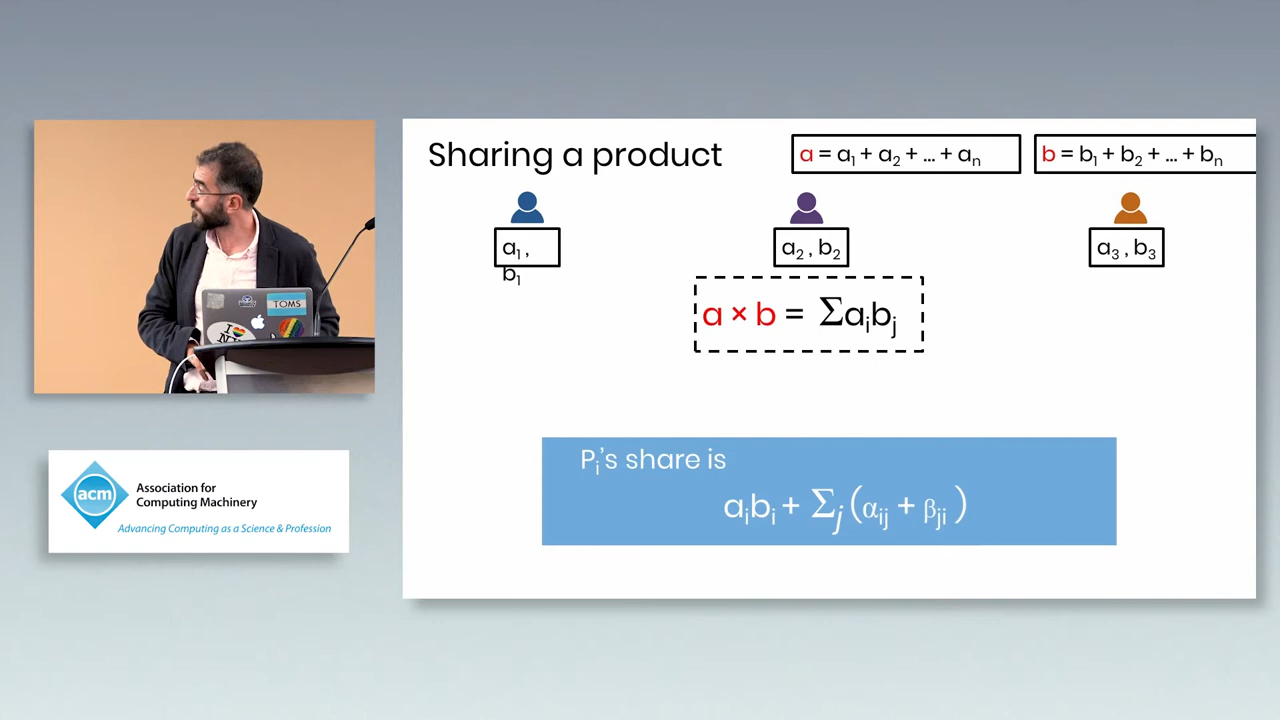 Sharing a product
a = a₁ + a₂ + ... + aₙ
b = b₁ + b₂ + ... + bₙ
a₁ ,
b₁
a₂ , b₂
a₃ , b₃
a × b = Σaᵢbⱼ
Pᵢ's share is
aᵢbᵢ + Σⱼ (αᵢⱼ + βⱼᵢ)
TOMS
I
acm
Association for
Computing Machinery
Advancing Computing as a Science & Profession